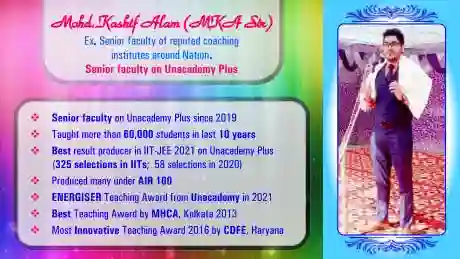 Mohd. Kashif Alam (MKA Sir)
Ex. Senior faculty of reputed coaching
institutes around Nation.
Senior faculty on Unacademy Plus
❖ Senior faculty on Unacademy Plus since 2019
❖ Taught more than 60,000 students in last 10 years
❖ Best result producer in IIT-JEE 2021 on Unacademy Plus
(325 selections in IITs; 58 selections in 2020)
❖ Produced many under AIR 100
❖ ENERGISER Teaching Award from Unacademy in 2021
❖ Best Teaching Award by MHCA, Kolkata 2013
❖ Most Innovative Teaching Award 2016 by CDFE, Haryana